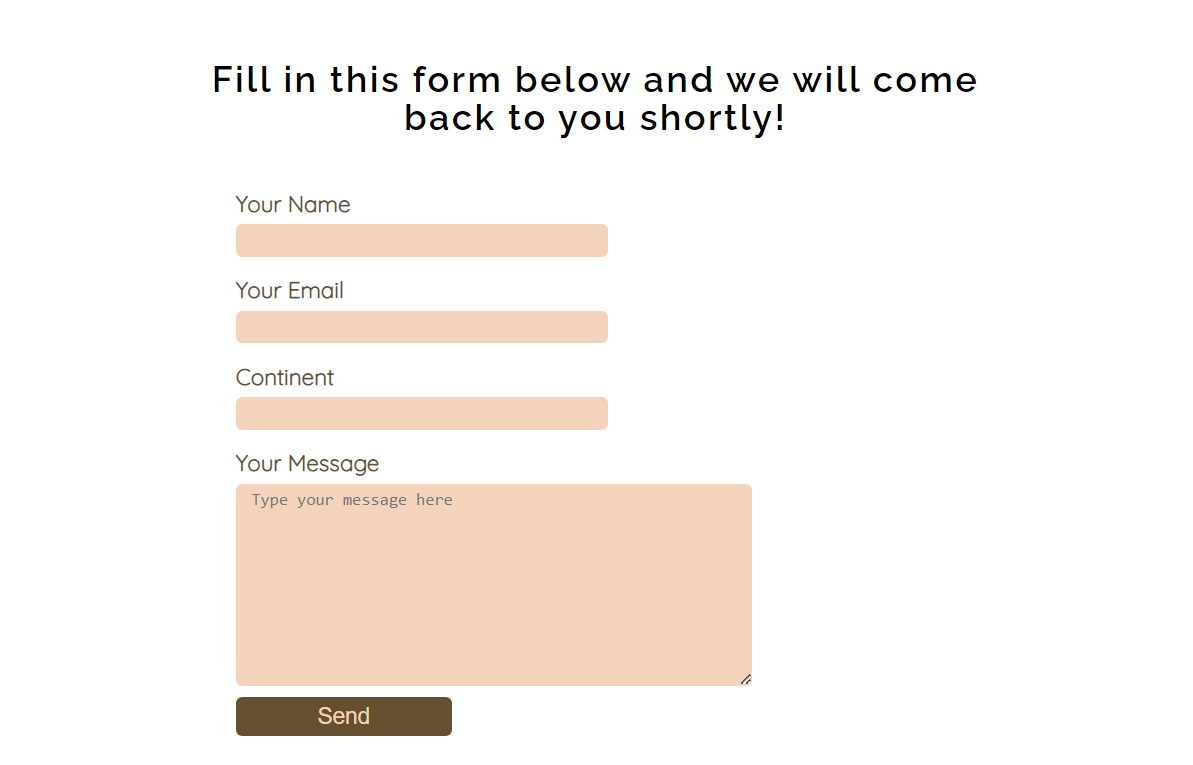 Fill in this form below and we will come
back to you shortly!
Your Name
Your Email
Continent
Your Message
Type your message here
Send